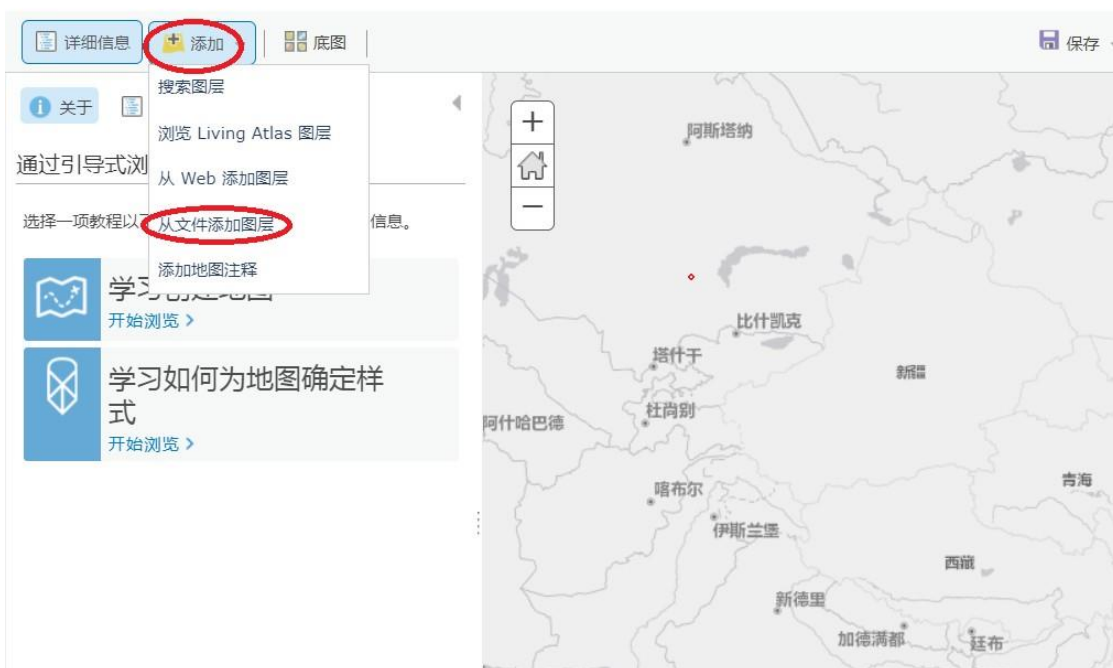 详细信息
添加
底图
保存
搜索图层
浏览 Living Atlas 图层
从 Web 添加图层
从文件添加图层
添加地图注释
关于
通过引导式浏
选择一项教程以
信息。
开始浏览 >
学习如何为地图确定样
式
开始浏览 >
阿斯塔纳
比什凯克
塔什干
新疆
杜尚别
阿什哈巴德
青海
喀布尔
伊斯兰堡
西藏
新德里
加德满都
廷布